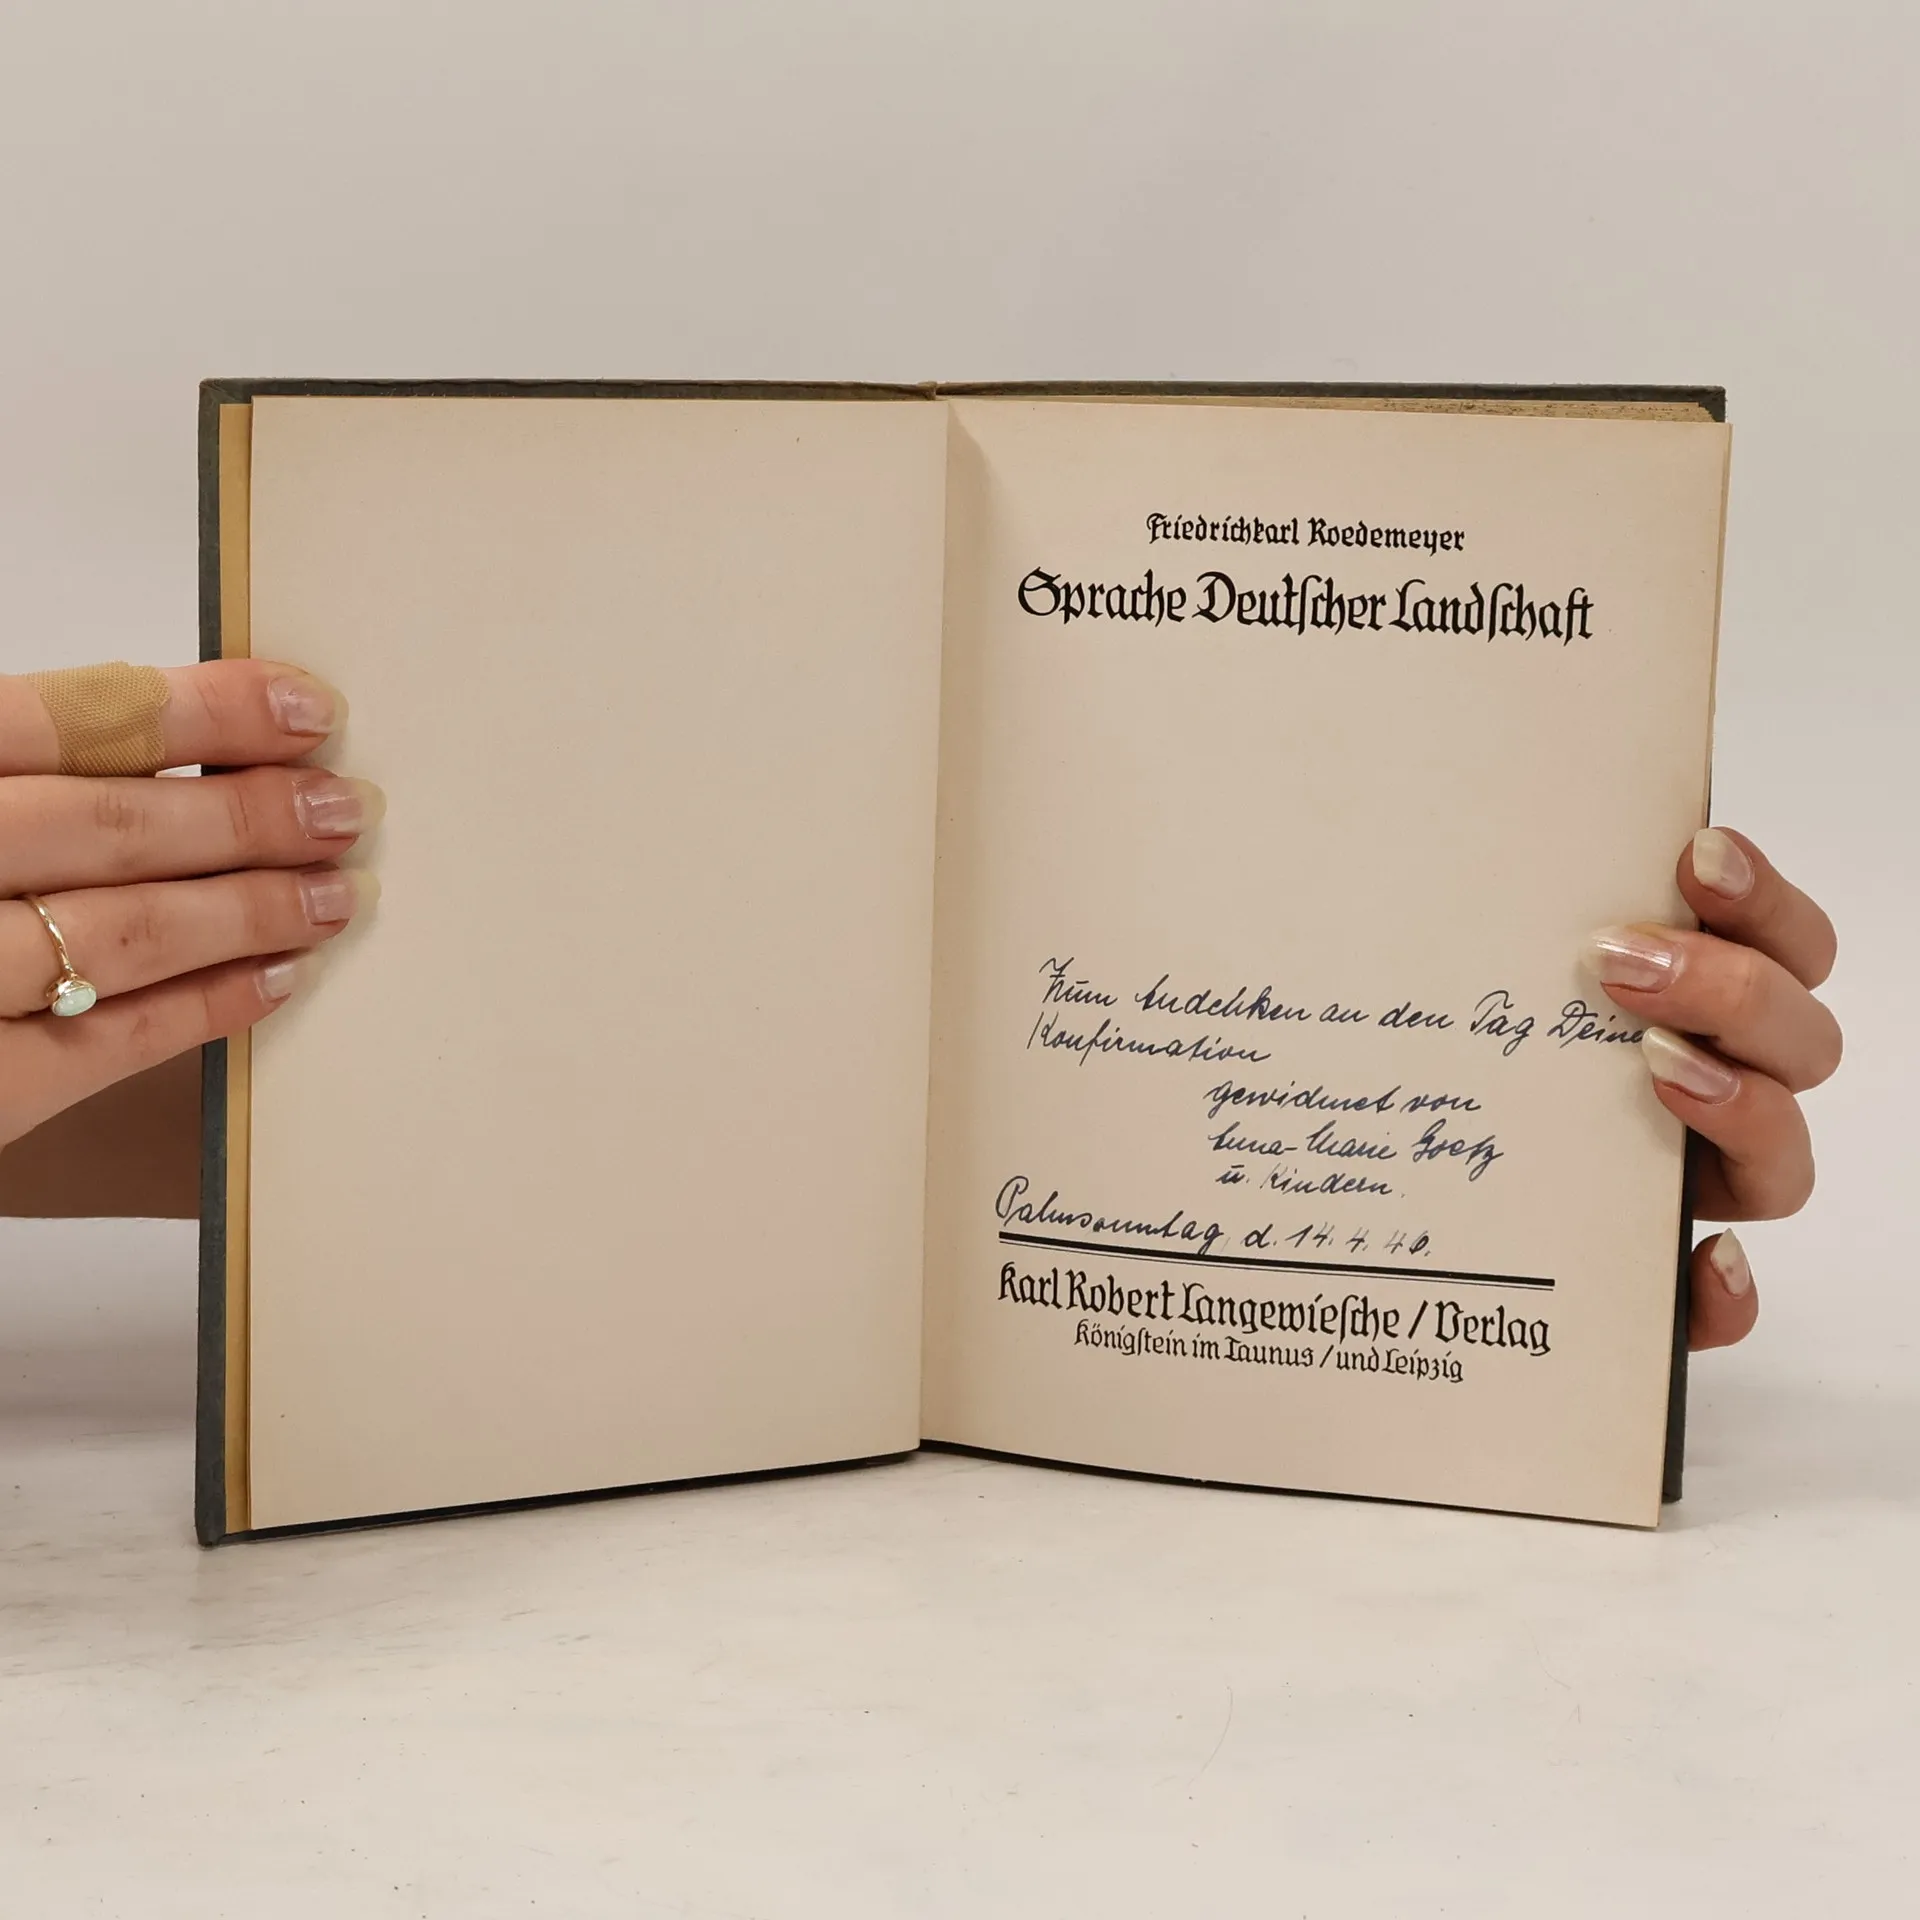 Friedrichkarl Roedemeyer
Sprache Deutscher Landschaft
Zum Andenken an den Tag Deine
Konfirmation
gewidmet von
Anna-Marie Goetz
u. Kindern.
Palmsonntag, d. 14. 4. 46.
Karl Robert Langewiesche / Verlag
Königstein im Taunus / und Leipzig